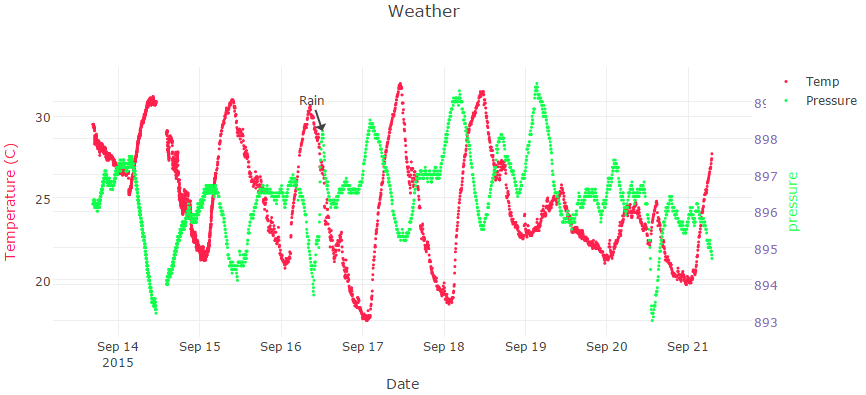 Weather
Temp
Pressure
Rain
Temperature (C)
30
25
20
89
898
897
896
895
894
893
pressure
Sep 14
2015
Sep 15
Sep 16
Sep 17
Sep 18
Sep 19
Sep 20
Sep 21
Date